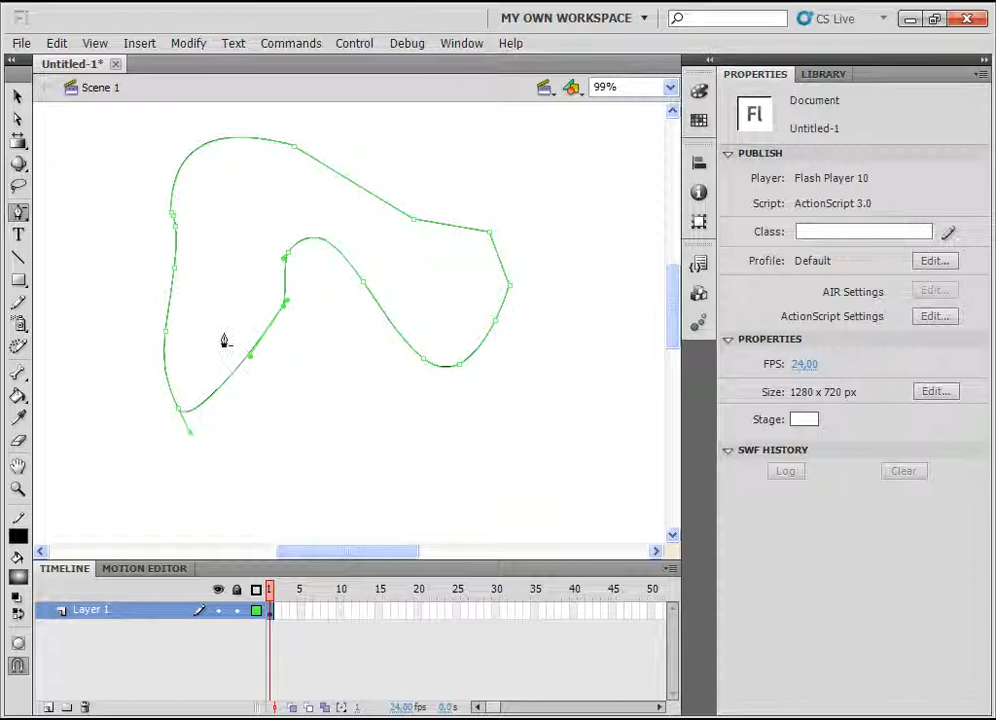 Fl
MY OWN WORKSPACE
CS Live
File Edit View Insert Modify Text Commands Control Debug Window Help
Untitled-1*
Scene 1
99%
PROPERTIES LIBRARY
Fl
Document
Untitled-1
PUBLISH
Player: Flash Player 10
Script: ActionScript 3.0
Class:
Profile: Default Edit...
AIR Settings Edit...
ActionScript Settings Edit...
PROPERTIES
FPS: 24.00
Size: 1280 x 720 px Edit...
Stage:
SWF HISTORY
Log Clear
TIMELINE MOTION EDITOR
1 5 10 15 20 25 30 35 40 45 50
Layer 1
1 24.00 fps 0.0 s